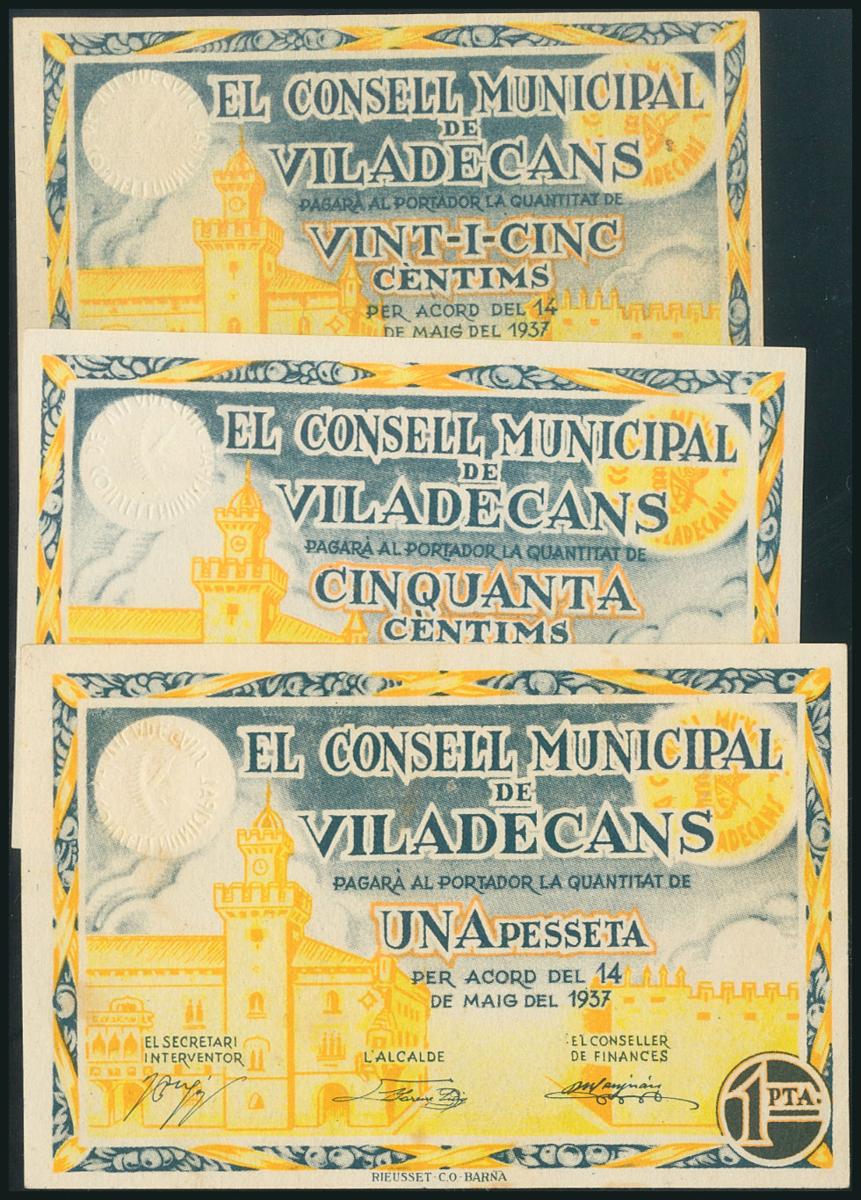 EL CONSELL MUNICIPAL
DE
VILADECANS
PAGARÀ AL PORTADOR LA QUANTITAT DE
VINT-I-CINC
CÈNTIMS
PER ACORD DEL 14
DE MAIG DEL 1937
EL CONSELL MUNICIPAL
DE
VILADECANS
PAGARÀ AL PORTADOR LA QUANTITAT DE
CINQUANTA
CÈNTIMS
EL CONSELL MUNICIPAL
DE
VILADECANS
PAGARÀ AL PORTADOR LA QUANTITAT DE
UNA PESSETA
PER ACORD DEL 14
DE MAIG DEL 1937
EL SECRETARI
INTERVENTOR
L'ALCALDE
EL CONSELLER
DE FINANCES
1 PTA.
RIEUSSET-C.O-BARNA